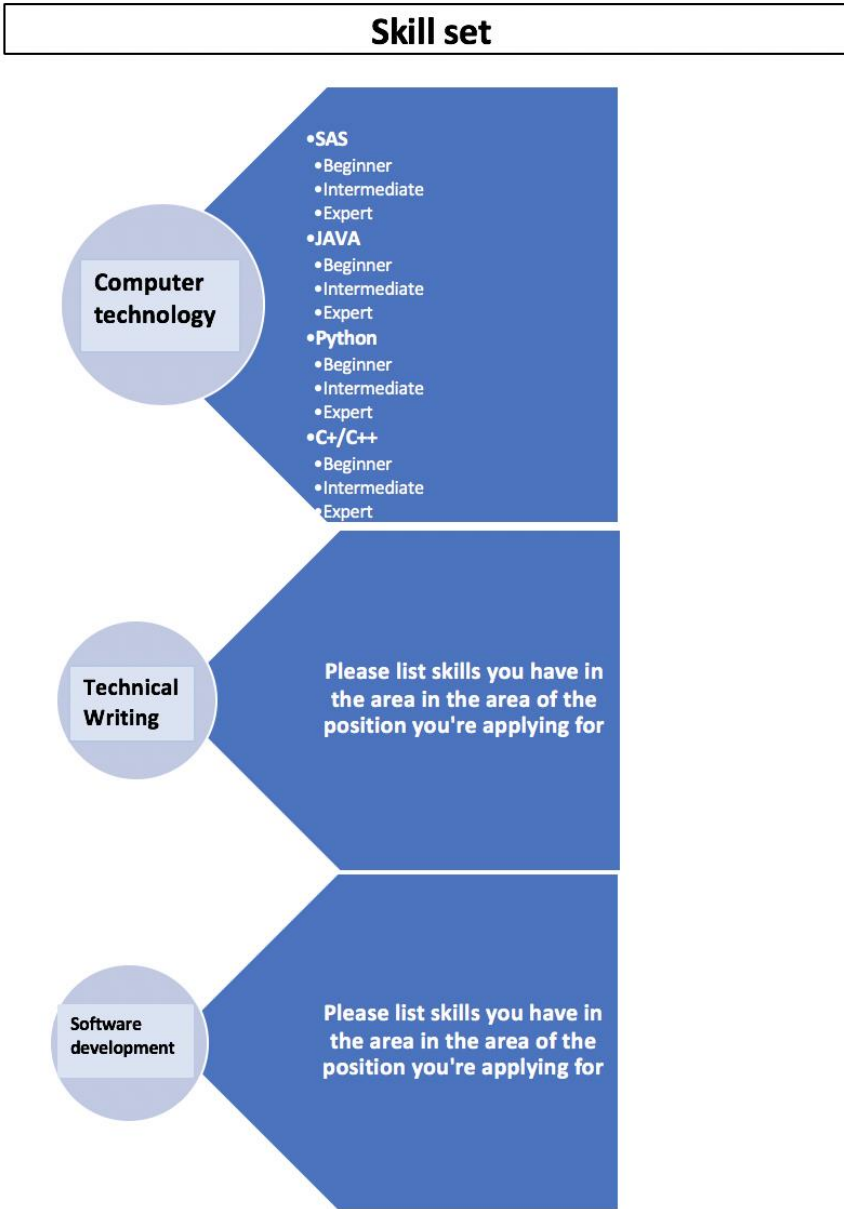 Skill set
Computer
technology
•SAS
•Beginner
•Intermediate
•Expert
•JAVA
•Beginner
•Intermediate
•Expert
•Python
•Beginner
•Intermediate
•Expert
•C+/C++
•Beginner
•Intermediate
•Expert
Technical
Writing
Please list skills you have in
the area in the area of the
position you're applying for
Software
development
Please list skills you have in
the area in the area of the
position you're applying for